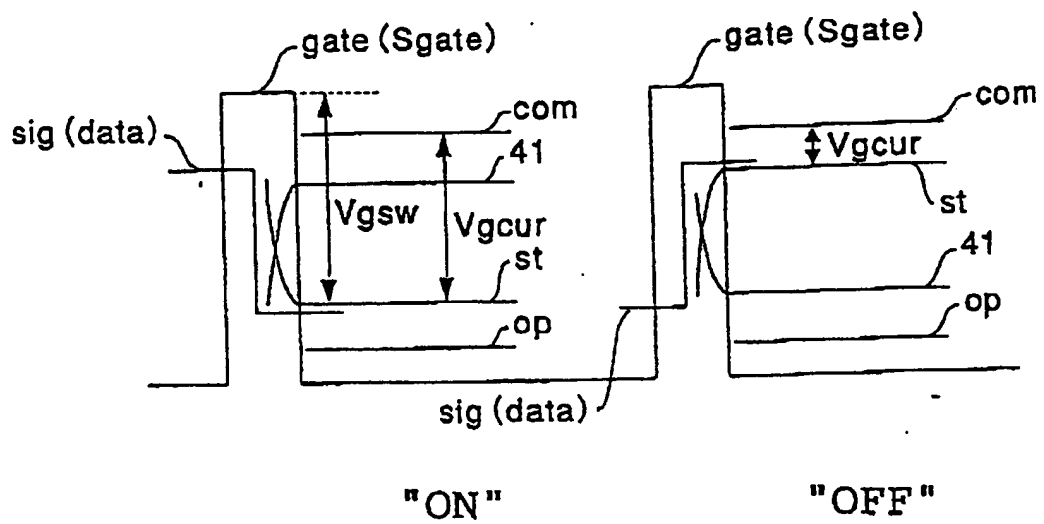 gate (Sgate)
gate (Sgate)
com
com
sig (data)
41
Vgcur
Vgsw
Vgcur
st
st
41
op
op
sig (data)
"ON"
"OFF"